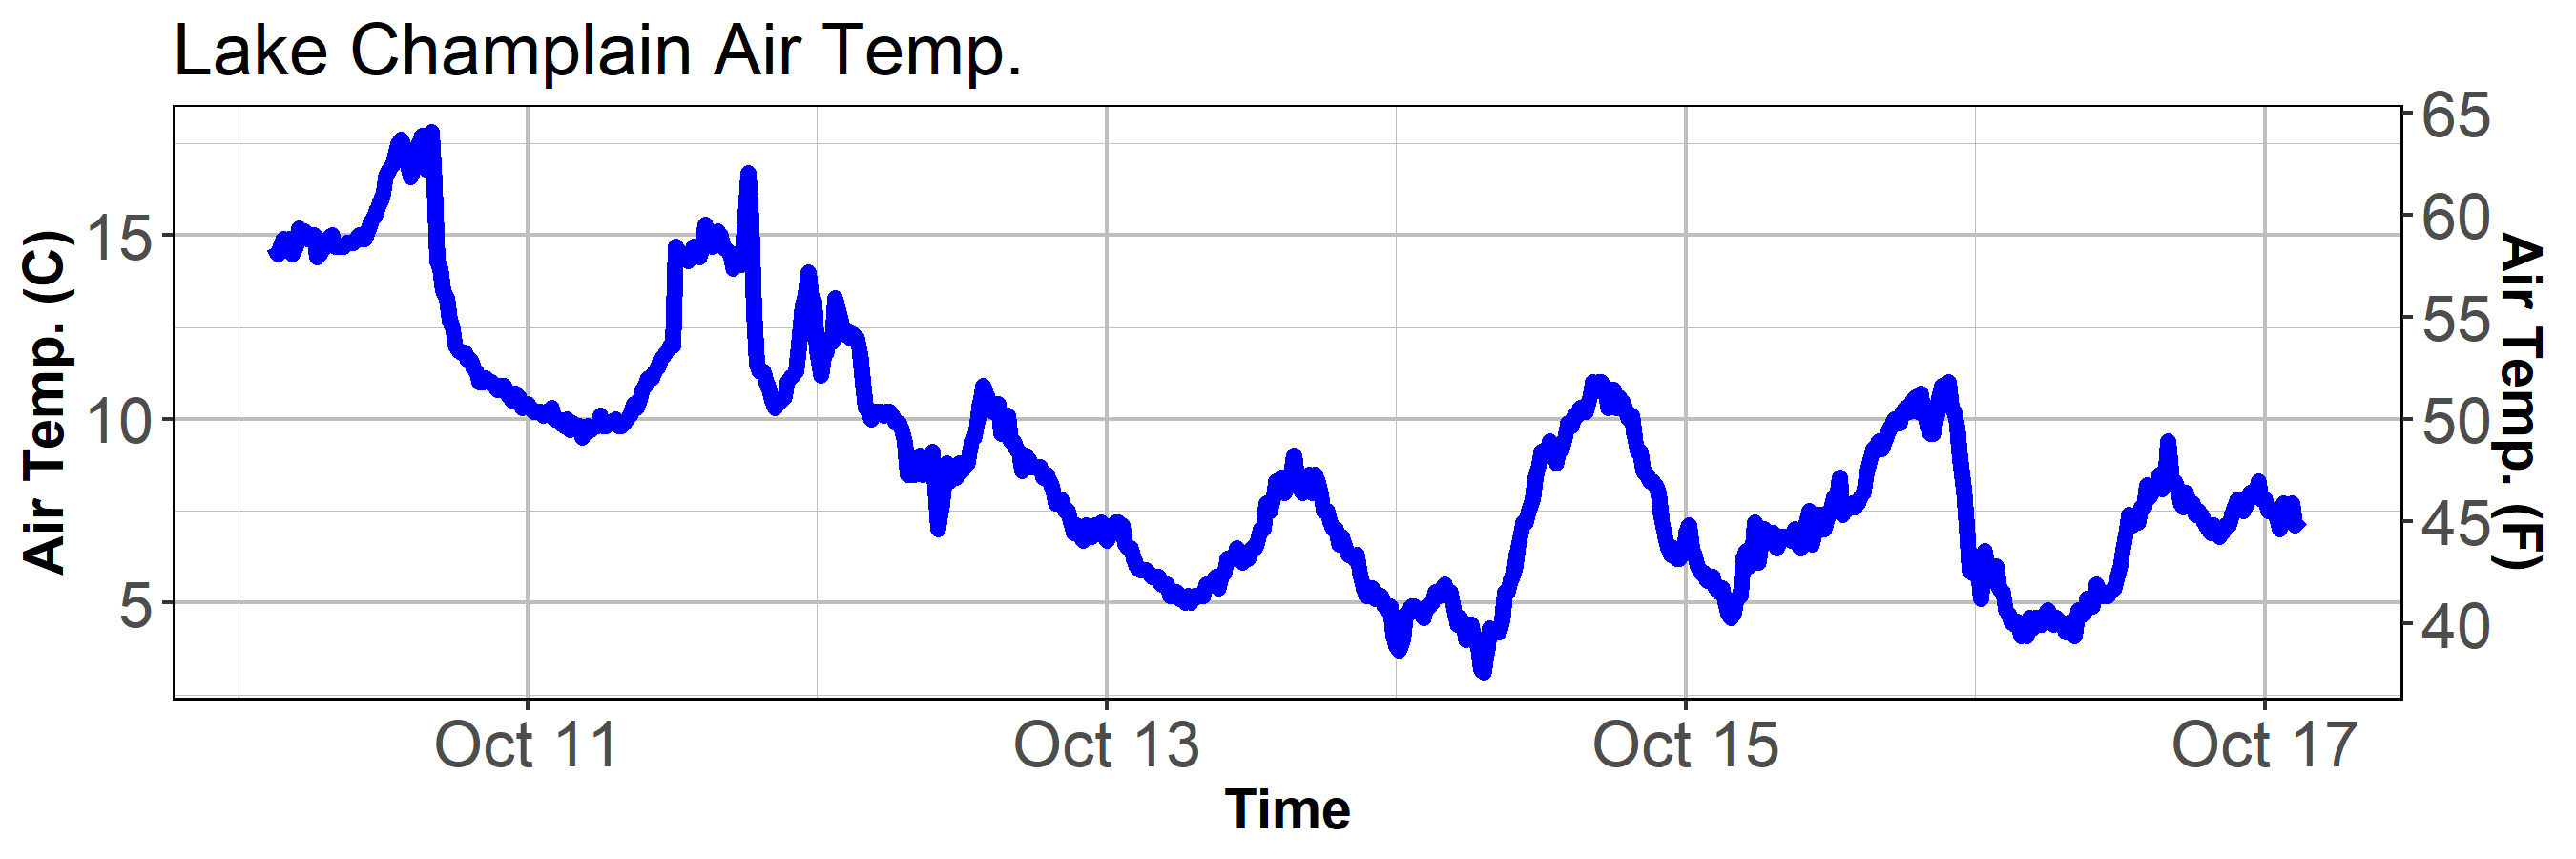 Lake Champlain Air Temp.
Air Temp. (C)
15
10
5
65
60
55
50
45
40
Air Temp. (F)
Oct 11
Oct 13
Oct 15
Oct 17
Time